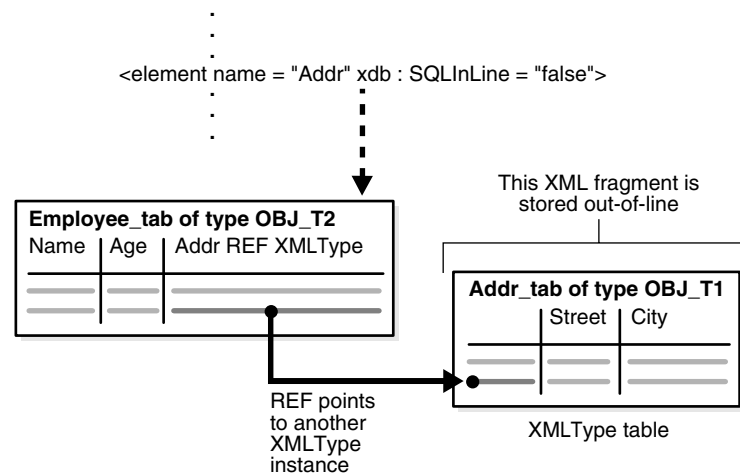 <element name = "Addr" xdb : SQLInLine = "false">
This XML fragment is
stored out-of-line
Employee_tab of type OBJ_T2
Name Age Addr REF XMLType
Addr_tab of type OBJ_T1
Street City
REF points
to another
XMLType
instance
XMLType table